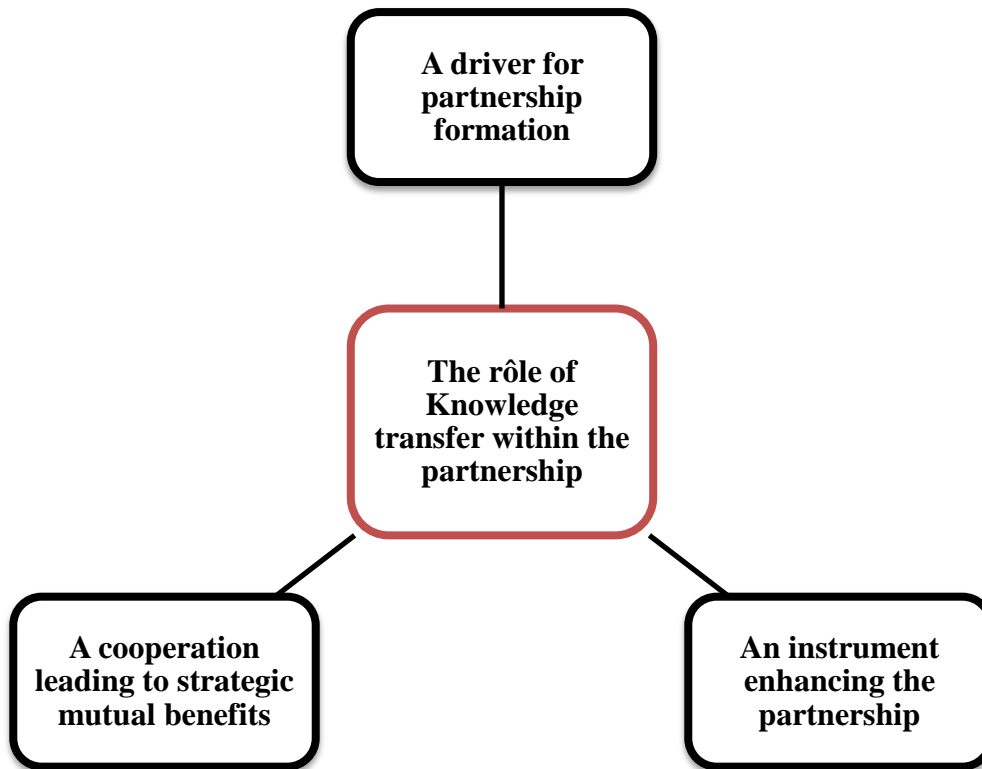 A driver for
partnership
formation
The rôle of
Knowledge
transfer within the
partnership
A cooperation
leading to strategic
mutual benefits
An instrument
enhancing the
partnership